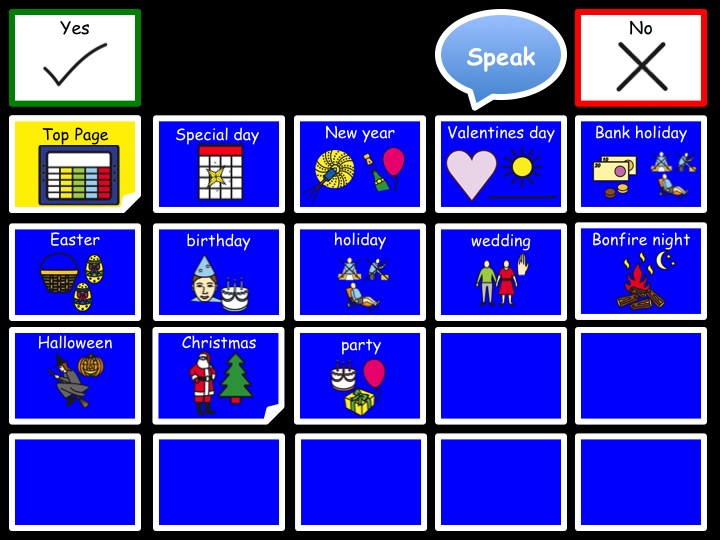 Yes
Speak
No
Top Page
Special day
New year
Valentines day
Bank holiday
Easter
birthday
holiday
wedding
Bonfire night
Halloween
Christmas
party